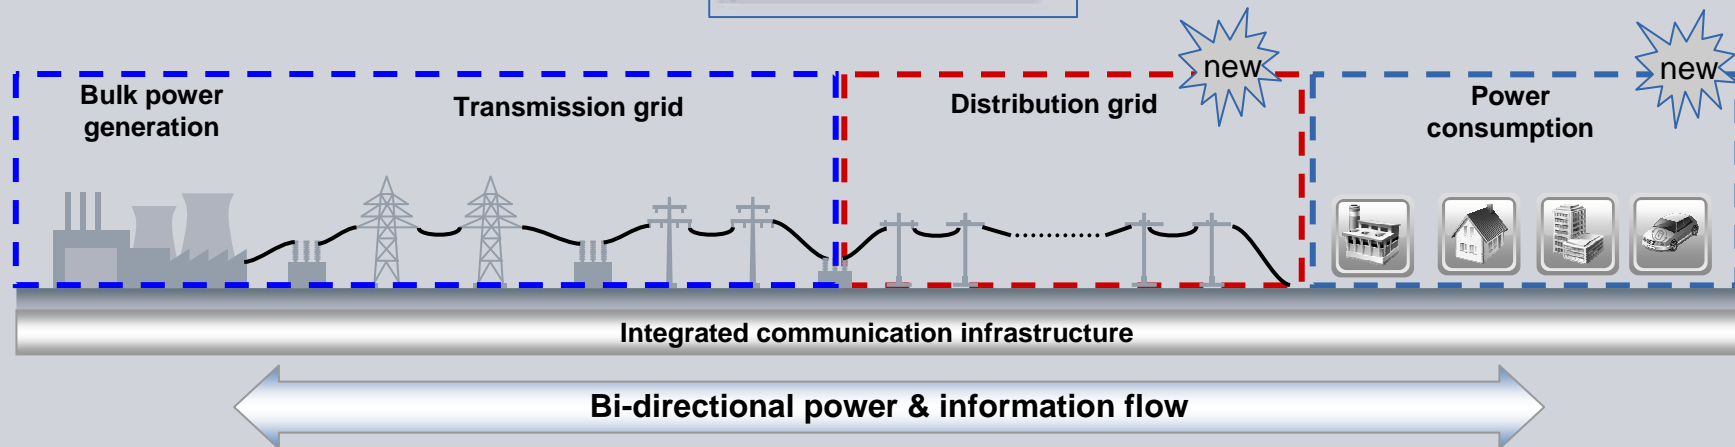 new
new
Bulk power
generation
Transmission grid
Distribution grid
Power
consumption
Integrated communication infrastructure
Bi-directional power & information flow